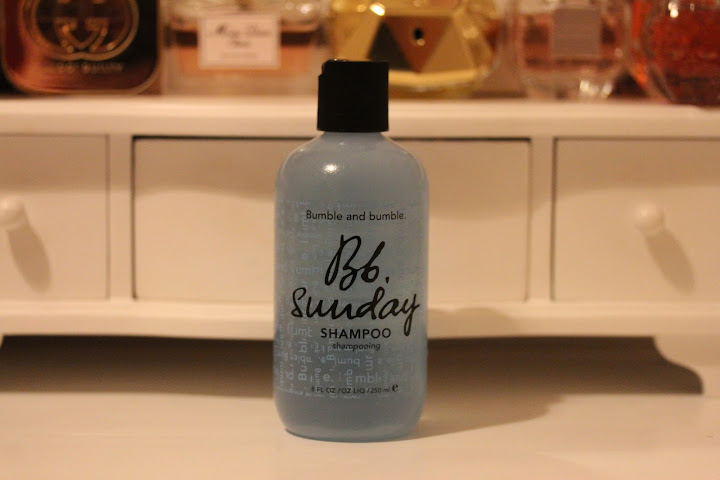 Bumble and bumble.
Bb.
Sunday
SHAMPOO
shampooing
8 FL OZ / OZ LIQ / 250 ml e